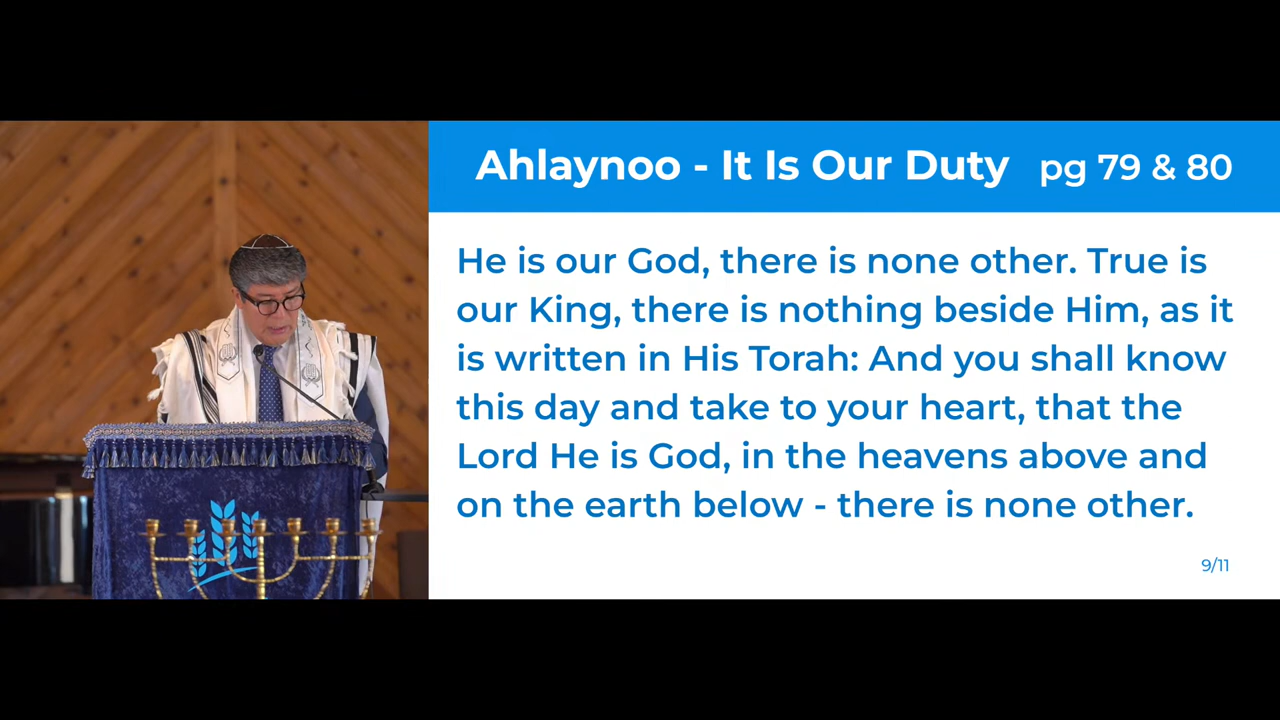 Ahlaynoo - It Is Our Duty pg 79 & 80
He is our God, there is none other. True is
our King, there is nothing beside Him, as it
is written in His Torah: And you shall know
this day and take to your heart, that the
Lord He is God, in the heavens above and
on the earth below - there is none other.
9/11